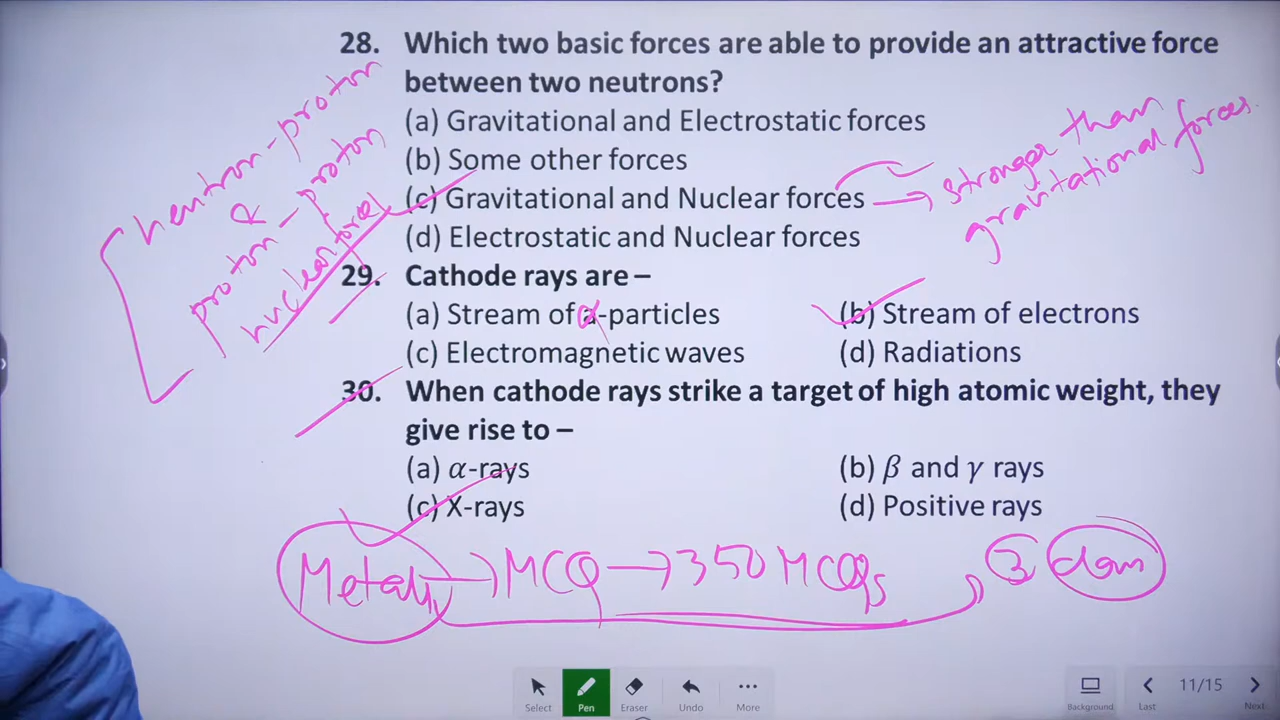 28. Which two basic forces are able to provide an attractive force
between two neutrons?
(a) Gravitational and Electrostatic forces
(b) Some other forces
(c) Gravitational and Nuclear forces
(d) Electrostatic and Nuclear forces
stronger than
gravitational forces
neutron-proton
&
proton-proton
nuclear force
29. Cathode rays are –
(a) Stream of α-particles (b) Stream of electrons
(c) Electromagnetic waves (d) Radiations
30. When cathode rays strike a target of high atomic weight, they
give rise to –
(a) α-rays (b) β and γ rays
(c) X-rays (d) Positive rays
Metals → MCQ → 350 MCQs
Select Pen Eraser Undo More Background Last 11/15 Next